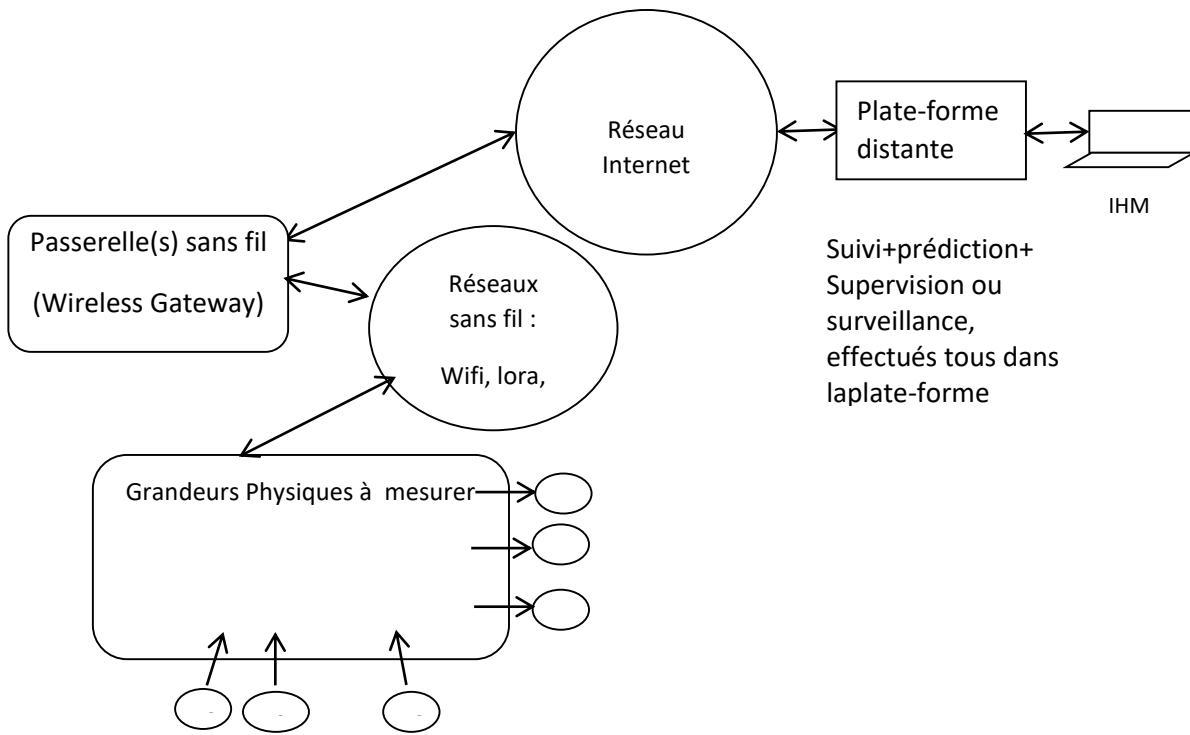 Réseau
Internet
Plate-forme
distante
IHM
Passerelle(s) sans fil
(Wireless Gateway)
Réseaux
sans fil :
Wifi, lora,
Suivi+prédiction+
Supervision ou
surveillance,
effectués tous dans
laplate-forme
Grandeurs Physiques à mesurer